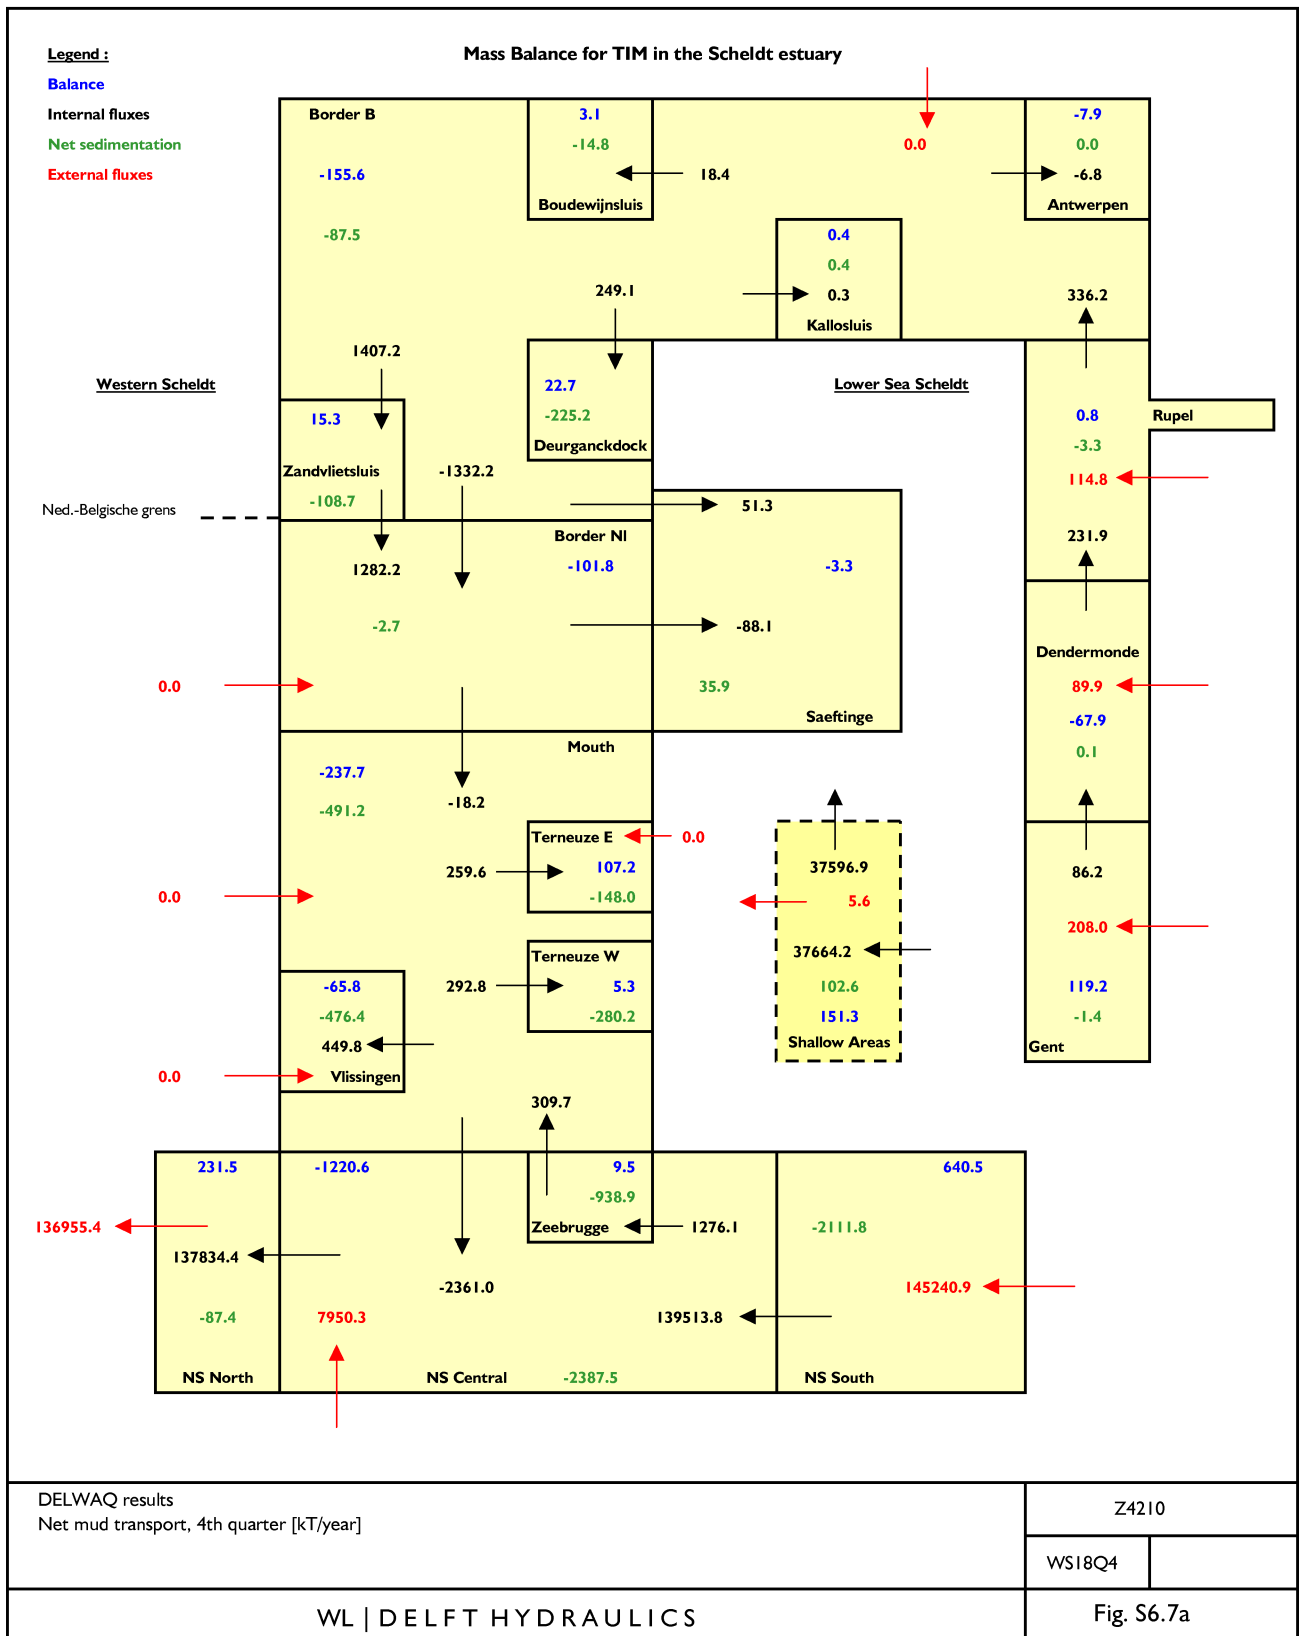 Legend :
Mass Balance for TIM in the Scheldt estuary
Balance
Internal fluxes
Net sedimentation
External fluxes
Border B
3.1
-7.9
-14.8
0.0
0.0
-155.6
18.4
-6.8
Boudewijnsluis
Antwerpen
-87.5
0.4
0.4
249.1
0.3
336.2
Kallosluis
1407.2
Western Scheldt
22.7
Lower Sea Scheldt
15.3
-225.2
0.8
Rupel
Deurganckdock
-3.3
Zandvlietsluis
-1332.2
114.8
-108.7
51.3
Ned.-Belgische grens
Border Nl
231.9
1282.2
-101.8
-3.3
-2.7
-88.1
Dendermonde
0.0
35.9
89.9
Saeftinge
-67.9
Mouth
0.1
-237.7
-491.2
-18.2
Terneuze E
0.0
259.6
107.2
37596.9
86.2
0.0
-148.0
5.6
208.0
Terneuze W
37664.2
-65.8
292.8
5.3
102.6
119.2
-476.4
-280.2
151.3
-1.4
449.8
Shallow Areas
Gent
0.0
Vlissingen
309.7
231.5
-1220.6
9.5
640.5
-938.9
136955.4
Zeebrugge
1276.1
-2111.8
137834.4
-2361.0
145240.9
-87.4
7950.3
139513.8
NS North
NS Central
-2387.5
NS South
DELWAQ results
Net mud transport, 4th quarter [kT/year]
Z4210
WS18Q4
WL | DELFT HYDRAULICS
Fig. S6.7a